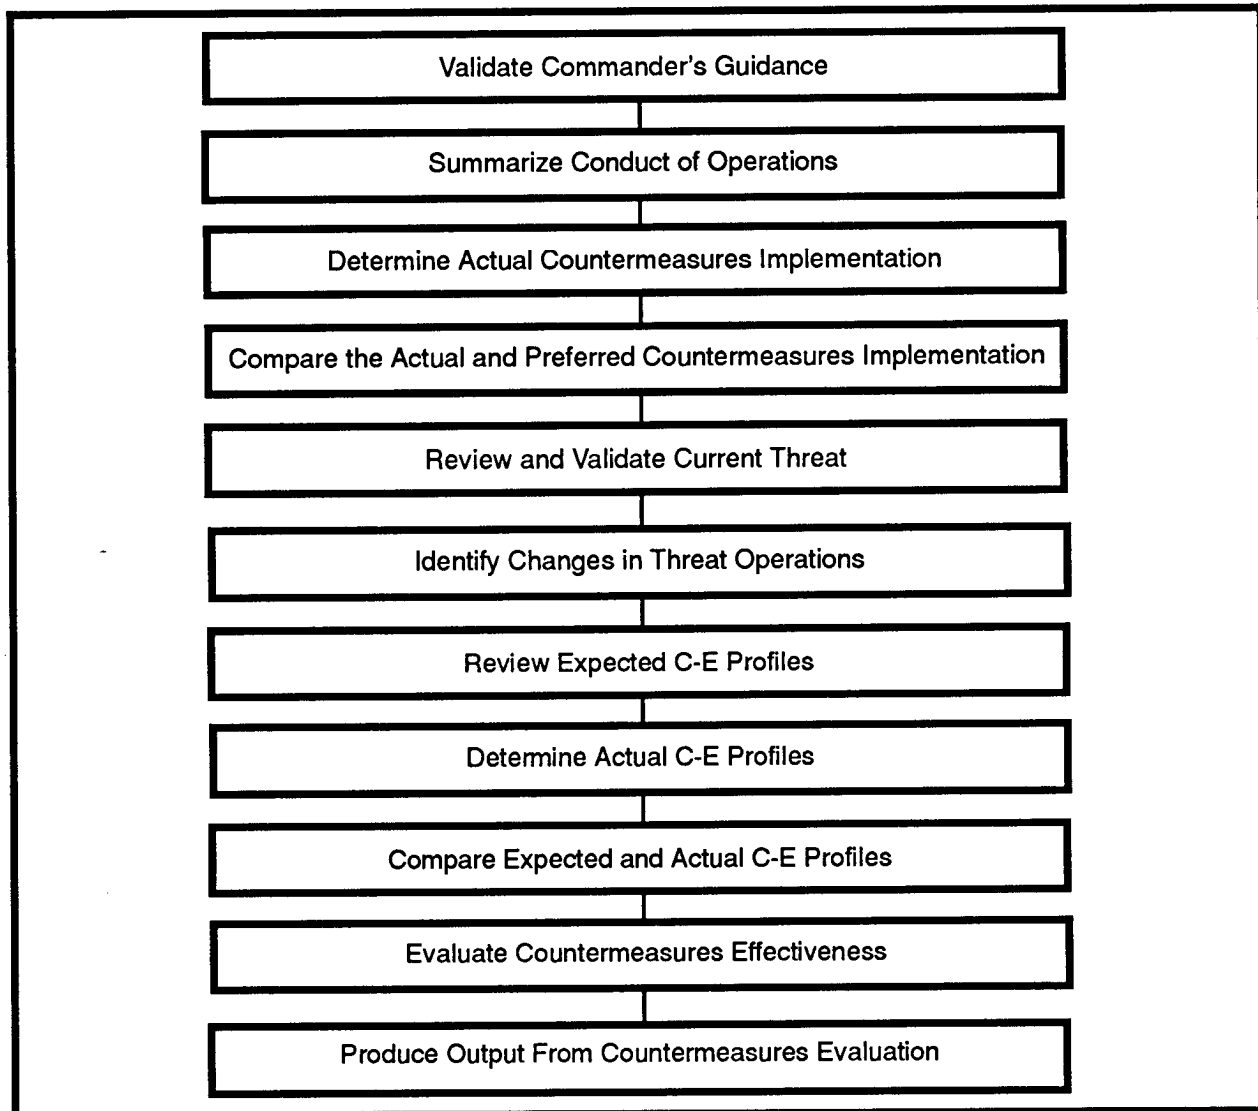 Validate Commander's Guidance
Summarize Conduct of Operations
Determine Actual Countermeasures Implementation
Compare the Actual and Preferred Countermeasures Implementation
Review and Validate Current Threat
Identify Changes in Threat Operations
Review Expected C-E Profiles
Determine Actual C-E Profiles
Compare Expected and Actual C-E Profiles
Evaluate Countermeasures Effectiveness
Produce Output From Countermeasures Evaluation